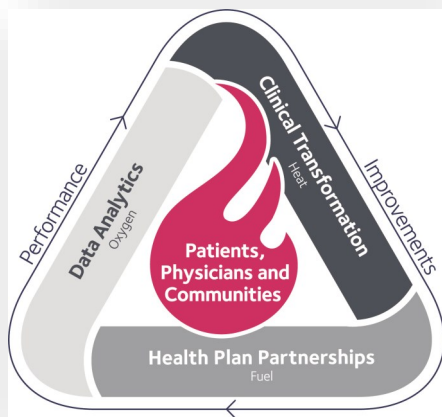 Performance
Data Analytics
Oxygen
Clinical Transformation
Heat
Improvements
Patients,
Physicians and
Communities
Health Plan Partnerships
Fuel